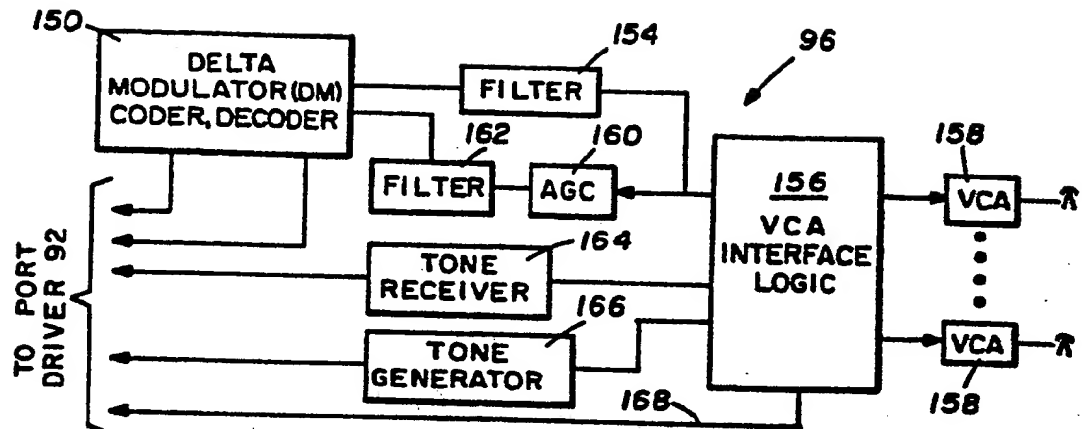 150
DELTA
MODULATOR (DM)
CODER, DECODER
154
FILTER
96
162
FILTER
160
AGC
156
VCA
INTERFACE
LOGIC
158
VCA
164
TONE
RECEIVER
166
TONE
GENERATOR
VCA
158
168
TO PORT
DRIVER 92